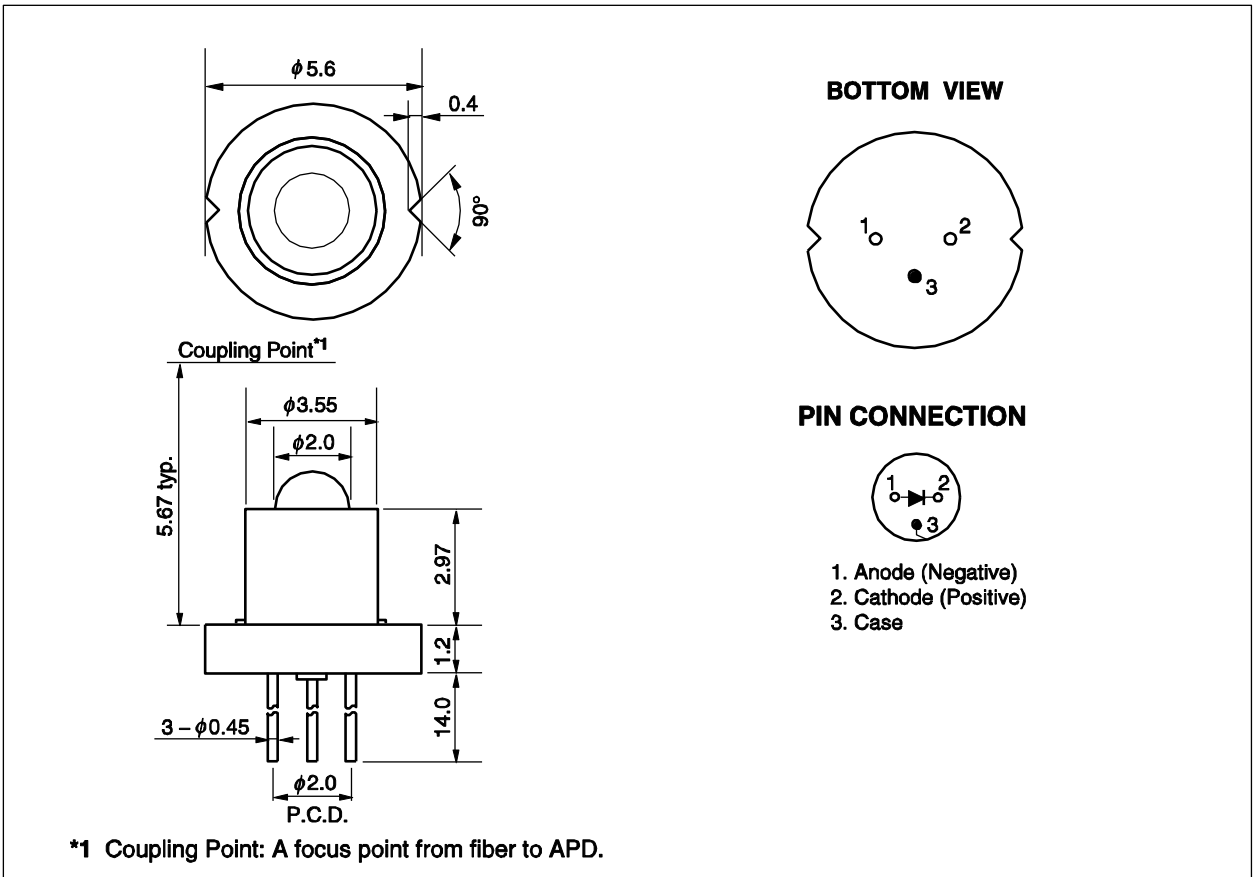 ϕ5.6
0.4
90°
Coupling Point*1
ϕ3.55
ϕ2.0
5.67 typ.
2.97
1.2
14.0
3 – ϕ0.45
ϕ2.0
P.C.D.
*1 Coupling Point: A focus point from fiber to APD.
BOTTOM VIEW
1
2
3
PIN CONNECTION
1
2
3
1. Anode (Negative)
2. Cathode (Positive)
3. Case